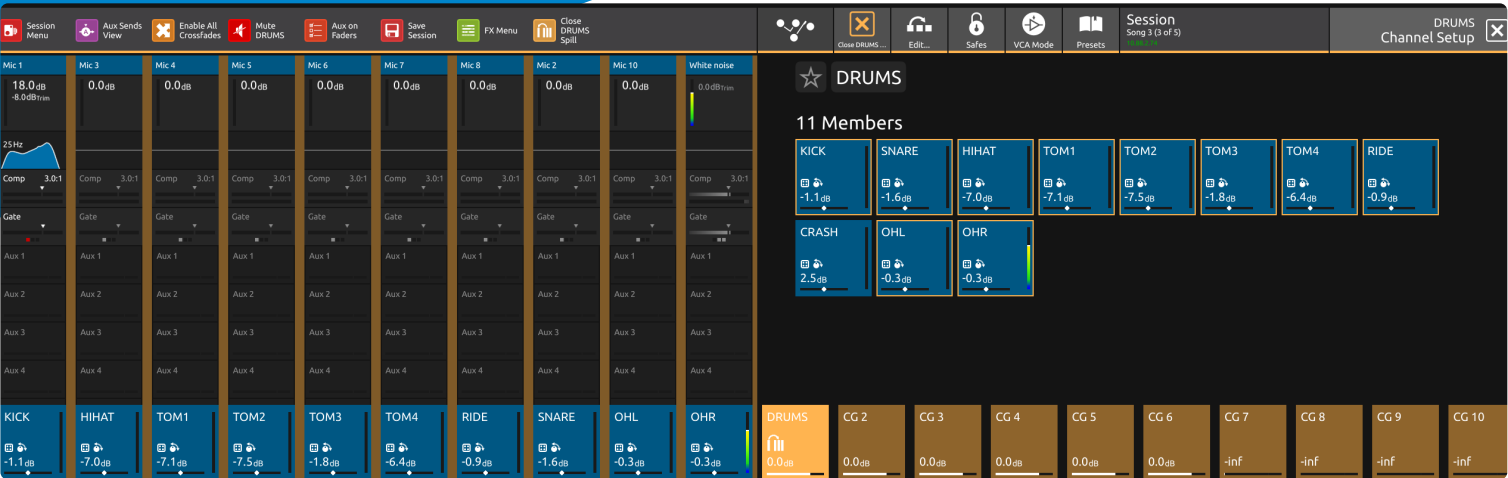 Session Menu
Aux Sends View
Enable All Crossfades
Mute DRUMS
Aux on Faders
Save Session
FX Menu
Close DRUMS Spill
Close DRUMS ...
Edit...
Safes
VCA Mode
Presets
Session
Song 3 (3 of 5)
DRUMS
Channel Setup
Mic 1 Mic 3 Mic 4 Mic 5 Mic 6 Mic 7 Mic 8 Mic 2 Mic 10 White noise
18.0dB 0.0dB 0.0dB 0.0dB 0.0dB 0.0dB 0.0dB 0.0dB 0.0dB 0.0dBTrim
-8.0dBTrim
25Hz
Comp 3.0:1 Comp 3.0:1 Comp 3.0:1 Comp 3.0:1 Comp 3.0:1 Comp 3.0:1 Comp 3.0:1 Comp 3.0:1 Comp 3.0:1 Comp 3.0:1
Gate Gate Gate Gate Gate Gate Gate Gate Gate Gate
Aux 1 Aux 1 Aux 1 Aux 1 Aux 1 Aux 1 Aux 1 Aux 1 Aux 1 Aux 1
Aux 2 Aux 2 Aux 2 Aux 2 Aux 2 Aux 2 Aux 2 Aux 2 Aux 2 Aux 2
Aux 3 Aux 3 Aux 3 Aux 3 Aux 3 Aux 3 Aux 3 Aux 3 Aux 3 Aux 3
Aux 4 Aux 4 Aux 4 Aux 4 Aux 4 Aux 4 Aux 4 Aux 4 Aux 4 Aux 4
KICK HIHAT TOM1 TOM2 TOM3 TOM4 RIDE SNARE OHL OHR
-1.1dB -7.0dB -7.1dB -7.5dB -1.8dB -6.4dB -0.9dB -1.6dB -0.3dB -0.3dB
DRUMS
11 Members
KICK SNARE HIHAT TOM1 TOM2 TOM3 TOM4 RIDE
-1.1dB -1.6dB -7.0dB -7.1dB -7.5dB -1.8dB -6.4dB -0.9dB
CRASH OHL OHR
2.5dB -0.3dB -0.3dB
DRUMS CG 2 CG 3 CG 4 CG 5 CG 6 CG 7 CG 8 CG 9 CG 10
0.0dB 0.0dB 0.0dB 0.0dB 0.0dB 0.0dB -inf -inf -inf -inf